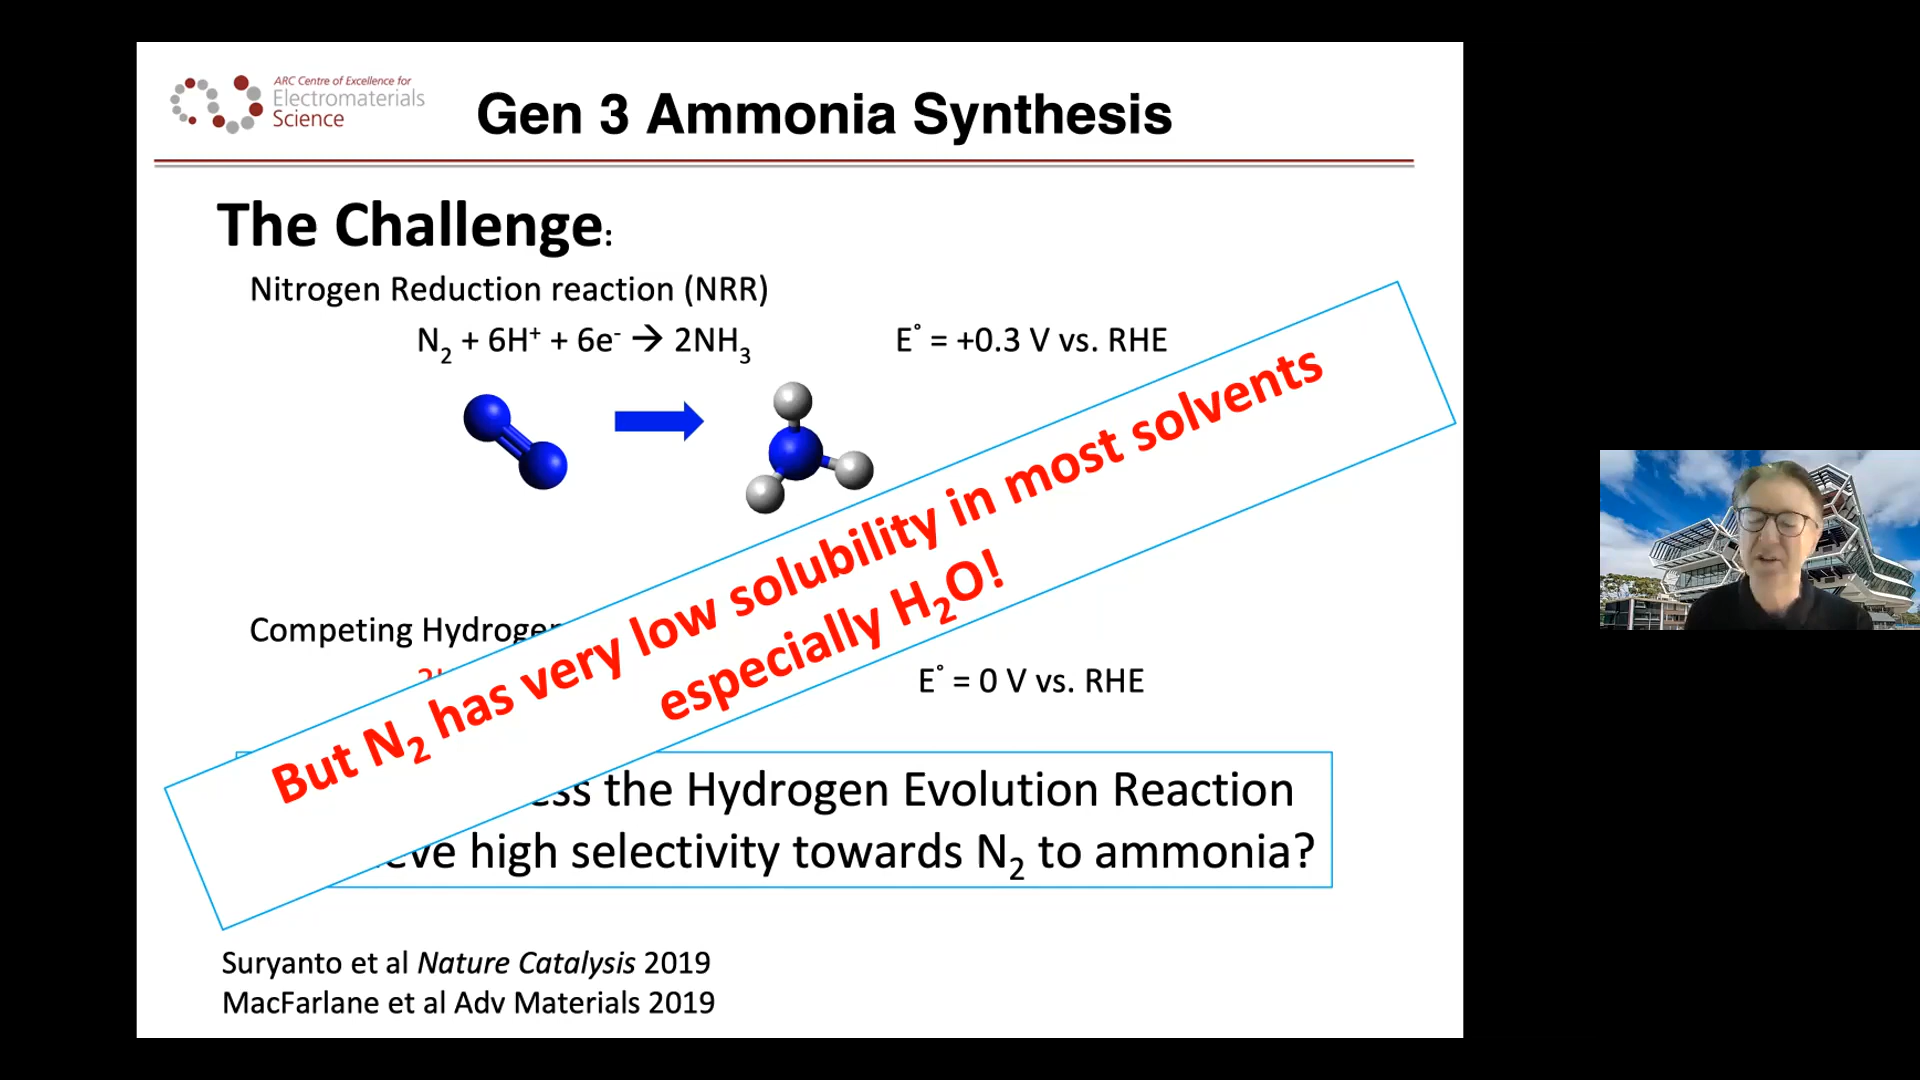 ARC Centre of Excellence for
Electromaterials
Science
Gen 3 Ammonia Synthesis
The Challenge:
Nitrogen Reduction reaction (NRR)
N₂ + 6H⁺ + 6e⁻ → 2NH₃
E° = +0.3 V vs. RHE
But N₂ has very low solubility in most solvents
especially H₂O!
Competing
E° = 0 V vs. RHE
the Hydrogen Evolution Reaction
high selectivity towards N₂ to ammonia?
Suryanto et al Nature Catalysis 2019
MacFarlane et al Adv Materials 2019